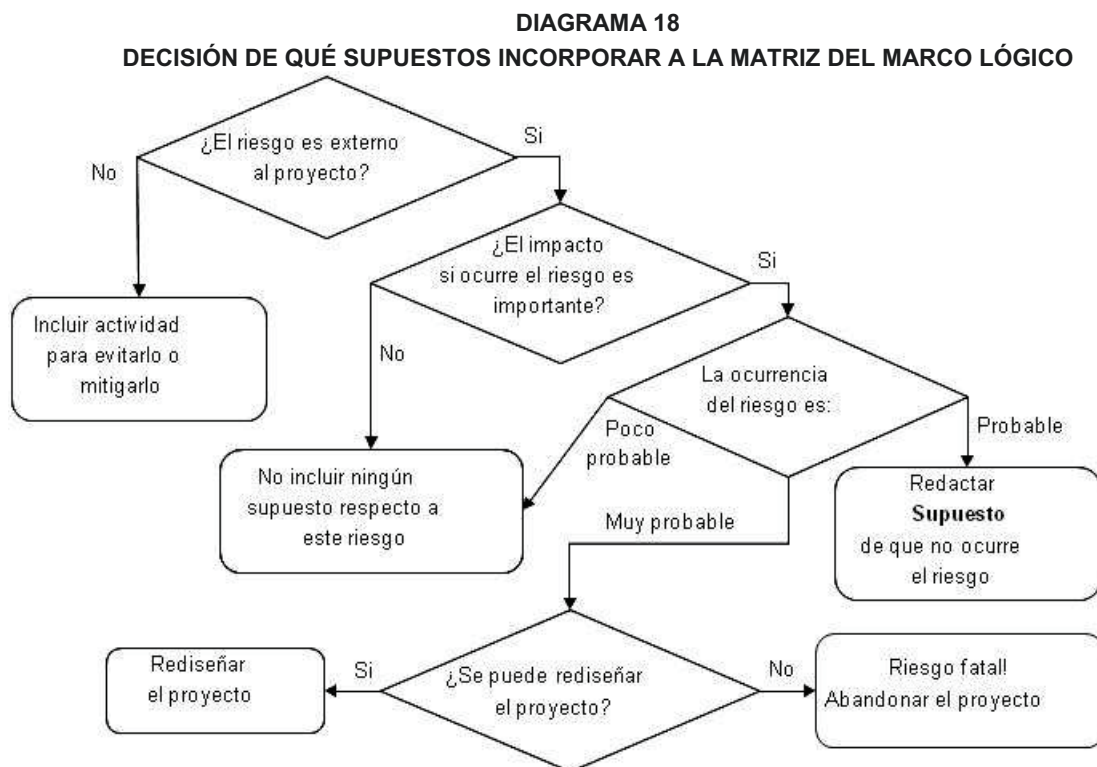 DIAGRAMA 18
DECISIÓN DE QUÉ SUPUESTOS INCORPORAR A LA MATRIZ DEL MARCO LÓGICO
¿El riesgo es externo
al proyecto?
Si
No
¿El impacto
si ocurre el riesgo es
importante?
Si
Incluir actividad
para evitarlo o
mitigarlo
No
La ocurrencia
del riesgo es:
Poco
probable
Probable
No incluir ningún
supuesto respecto a
este riesgo
Redactar
Supuesto
de que no ocurre
el riesgo
Muy probable
Rediseñar
el proyecto
Si
¿Se puede rediseñar
el proyecto?
No
Riesgo fatal!
Abandonar el proyecto